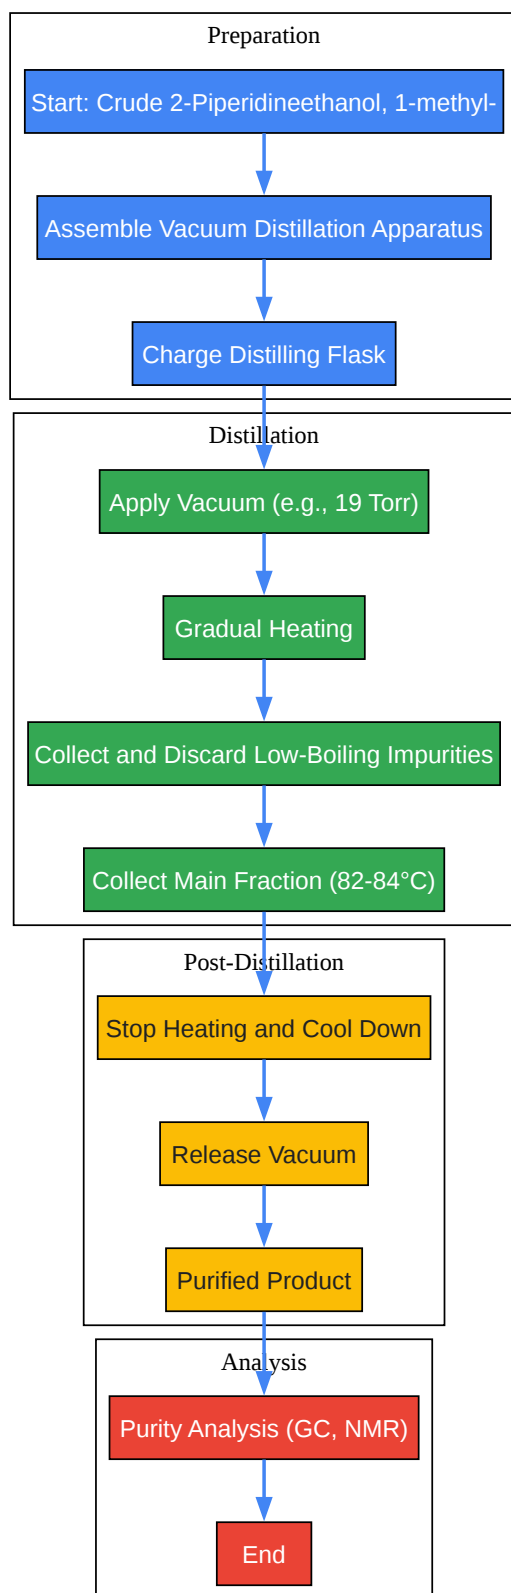 Preparation
Start: Crude 2-Piperidineethanol, 1-methyl-
Assemble Vacuum Distillation Apparatus
Charge Distilling Flask
Distillation
Apply Vacuum (e.g., 19 Torr)
Gradual Heating
Collect and Discard Low-Boiling Impurities
Collect Main Fraction (82-84°C)
Post-Distillation
Stop Heating and Cool Down
Release Vacuum
Purified Product
Analysis
Purity Analysis (GC, NMR)
End